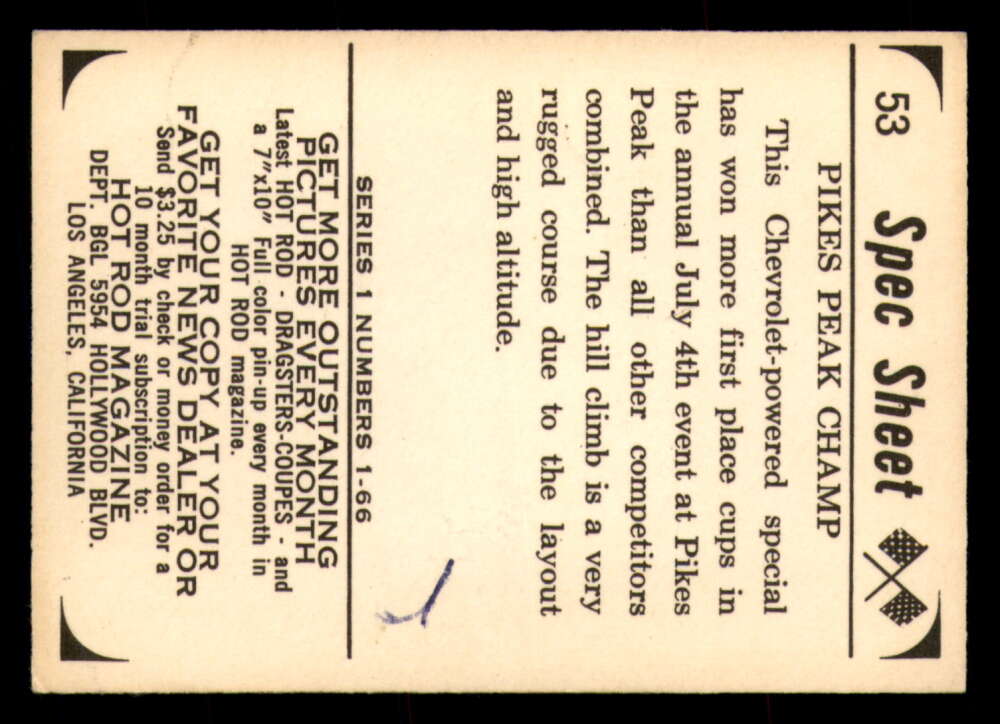 53 Spec Sheet
PIKES PEAK CHAMP
This Chevrolet-powered special
has won more first place cups in
the annual July 4th event at Pikes
Peak than all other competitors
combined. The hill climb is a very
rugged course due to the layout
and high altitude.
SERIES 1 NUMBERS 1-66
GET MORE OUTSTANDING
PICTURES EVERY MONTH
Latest HOT ROD - DRAGSTERS-COUPES - and
a 7"x10" Full color pin-up every month in
HOT ROD magazine.
GET YOUR COPY AT YOUR
FAVORITE NEWS DEALER OR
Send $3.25 by check or money order for a
10 month trial subscription to:
HOT ROD MAGAZINE
DEPT. BGL 5954 HOLLYWOOD BLVD.
LOS ANGELES, CALIFORNIA